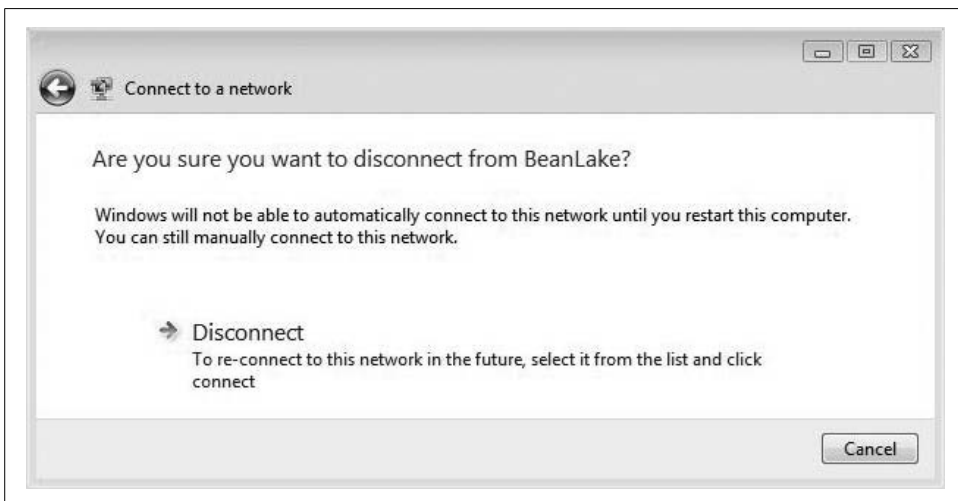 Connect to a network
Are you sure you want to disconnect from BeanLake?
Windows will not be able to automatically connect to this network until you restart this computer.
You can still manually connect to this network.
Disconnect
To re-connect to this network in the future, select it from the list and click
connect
Cancel